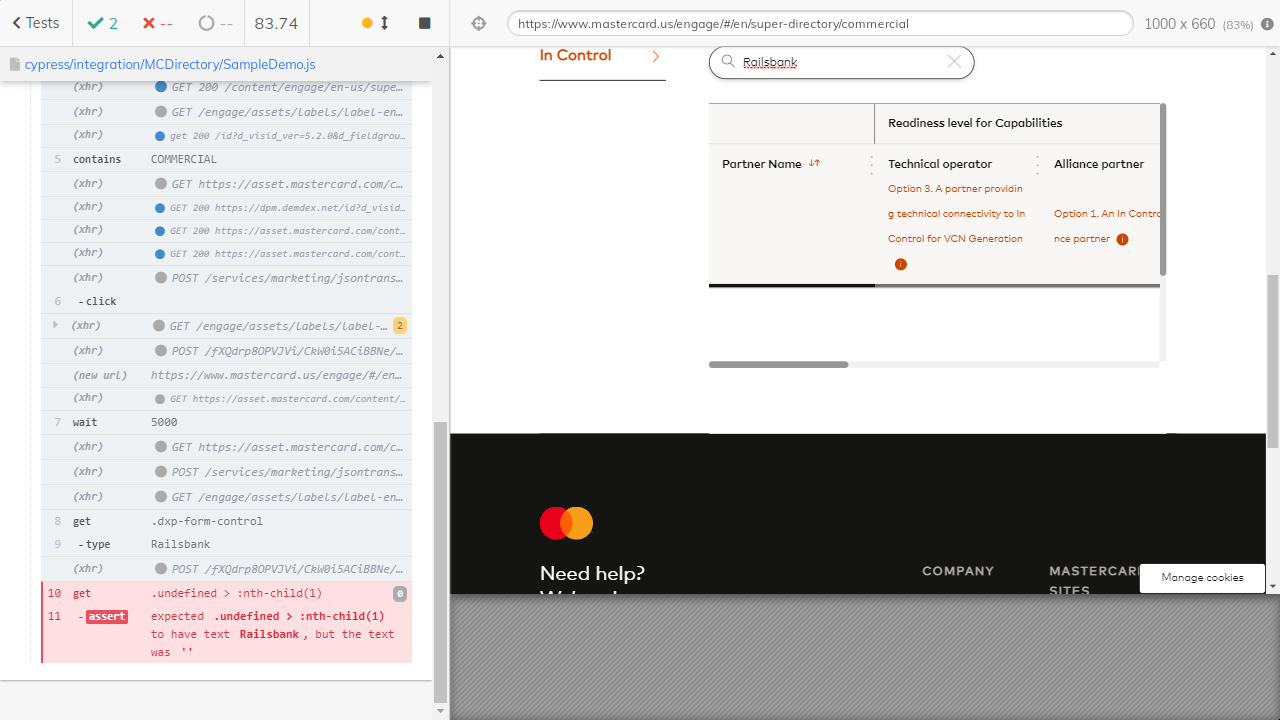 Tests
2
--
--
83.74
cypress/integration/MCDirectory/SampleDemo.js
(xhr) GET 200 /content/engage/en-us/supe...
(xhr) GET /engage/assets/labels/label-en...
(xhr) get 200 /id?d_visid_ver=5.2.0&d_fieldgrou...
5 contains COMMERCIAL
(xhr) GET https://asset.mastercard.com/c...
(xhr) GET 200 https://dpm.demdex.net/id?d_visid...
(xhr) GET 200 https://asset.mastercard.com/cont...
(xhr) GET 200 https://asset.mastercard.com/cont...
(xhr) POST /services/marketing/jsontrans...
6 -click
(xhr) GET /engage/assets/labels/label-... 2
(xhr) POST /fXQdrp8OPVJVi/CkW0i5ACiBBNe/...
(new url) https://www.mastercard.us/engage/#/en...
(xhr) GET https://asset.mastercard.com/content/...
7 wait 5000
(xhr) GET https://asset.mastercard.com/c...
(xhr) POST /services/marketing/jsontrans...
(xhr) GET /engage/assets/labels/label-en...
8 get .dxp-form-control
9 -type Railsbank
(xhr) POST /fXQdrp8OPVJVi/CkW0i5ACiBBNe/...
10 get .undefined > :nth-child(1) 0
11 -assert expected .undefined > :nth-child(1)
to have text Railsbank, but the text
was ''
https://www.mastercard.us/engage/#/en/super-directory/commercial
1000 x 660 (83%)
In Control
Railsbank
Readiness level for Capabilities
Partner Name
Technical operator
Alliance partner
Option 3. A partner providin
g technical connectivity to In
Control for VCN Generation
Option 1. An In Contro
nce partner
Need help?
COMPANY
MASTERCAR
SITES
Manage cookies